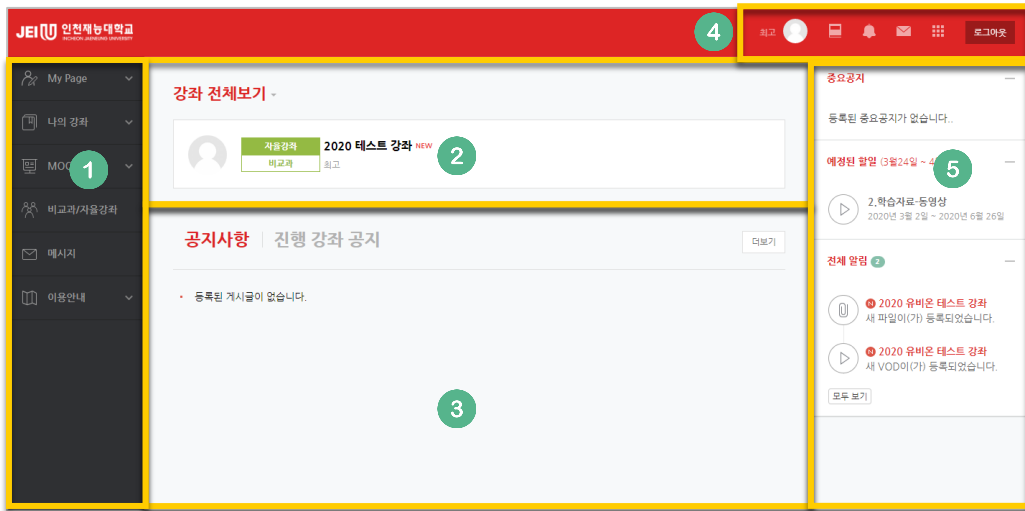 JEI 인천재능대학교
INCHEON JAENEUNG UNIVERSITY
4
최고
로그아웃
My Page
나의 강좌
MOO
1
비교과/자율강좌
메시지
이용안내
강좌 전체보기
자율강좌
비교과
2020 테스트 강좌 NEW
최고
2
공지사항
진행 강좌 공지
더보기
등록된 게시글이 없습니다.
3
중요공지
등록된 중요공지가 없습니다..
예정된 할일 (3월24일 ~ 4
5
2.학습자료-동영상
2020년 3월 2일 ~ 2020년 6월 26일
전체 알림 2
N 2020 유비온 테스트 강좌
새 파일이(가) 등록되었습니다.
N 2020 유비온 테스트 강좌
새 VOD이(가) 등록되었습니다.
모두 보기